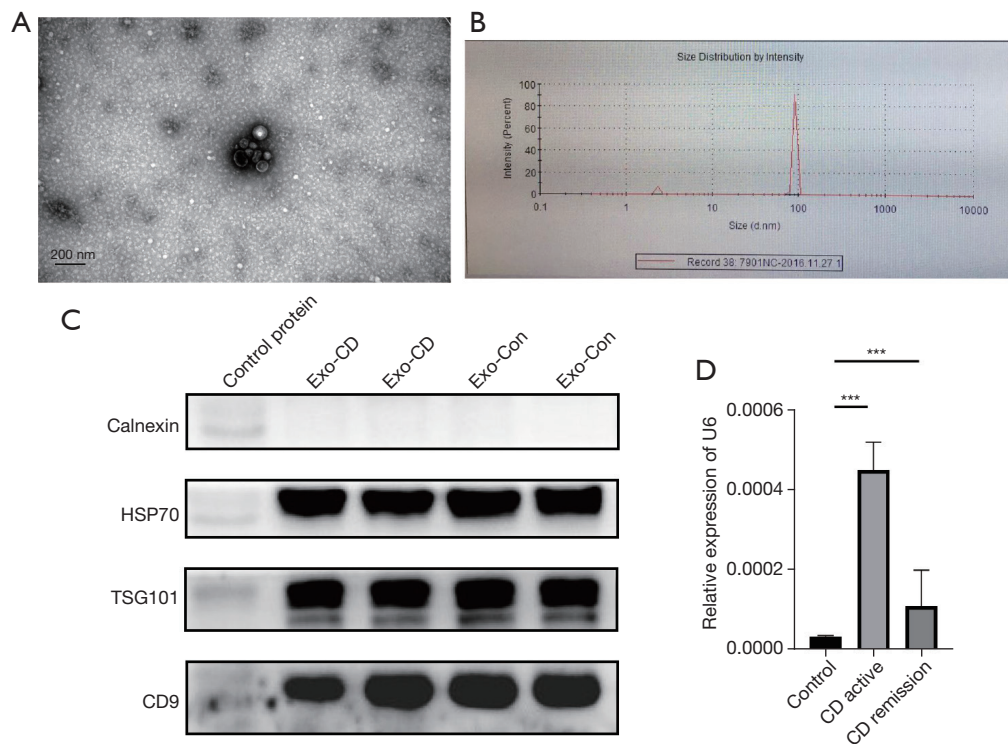 A
200 nm
B
Size Distribution by Intensity
Intensity (Percent)
100
80
60
40
20
0
0.1 1 10 100 1000 10000
Size (d.nm)
Record 38: 7901NC-2016.11.27 1
C
Control protein Exo-CD Exo-CD Exo-Con Exo-Con
Calnexin
HSP70
TSG101
CD9
D
***
***
Relative expression of U6
0.0006
0.0004
0.0002
0.0000
Control CD active CD remission